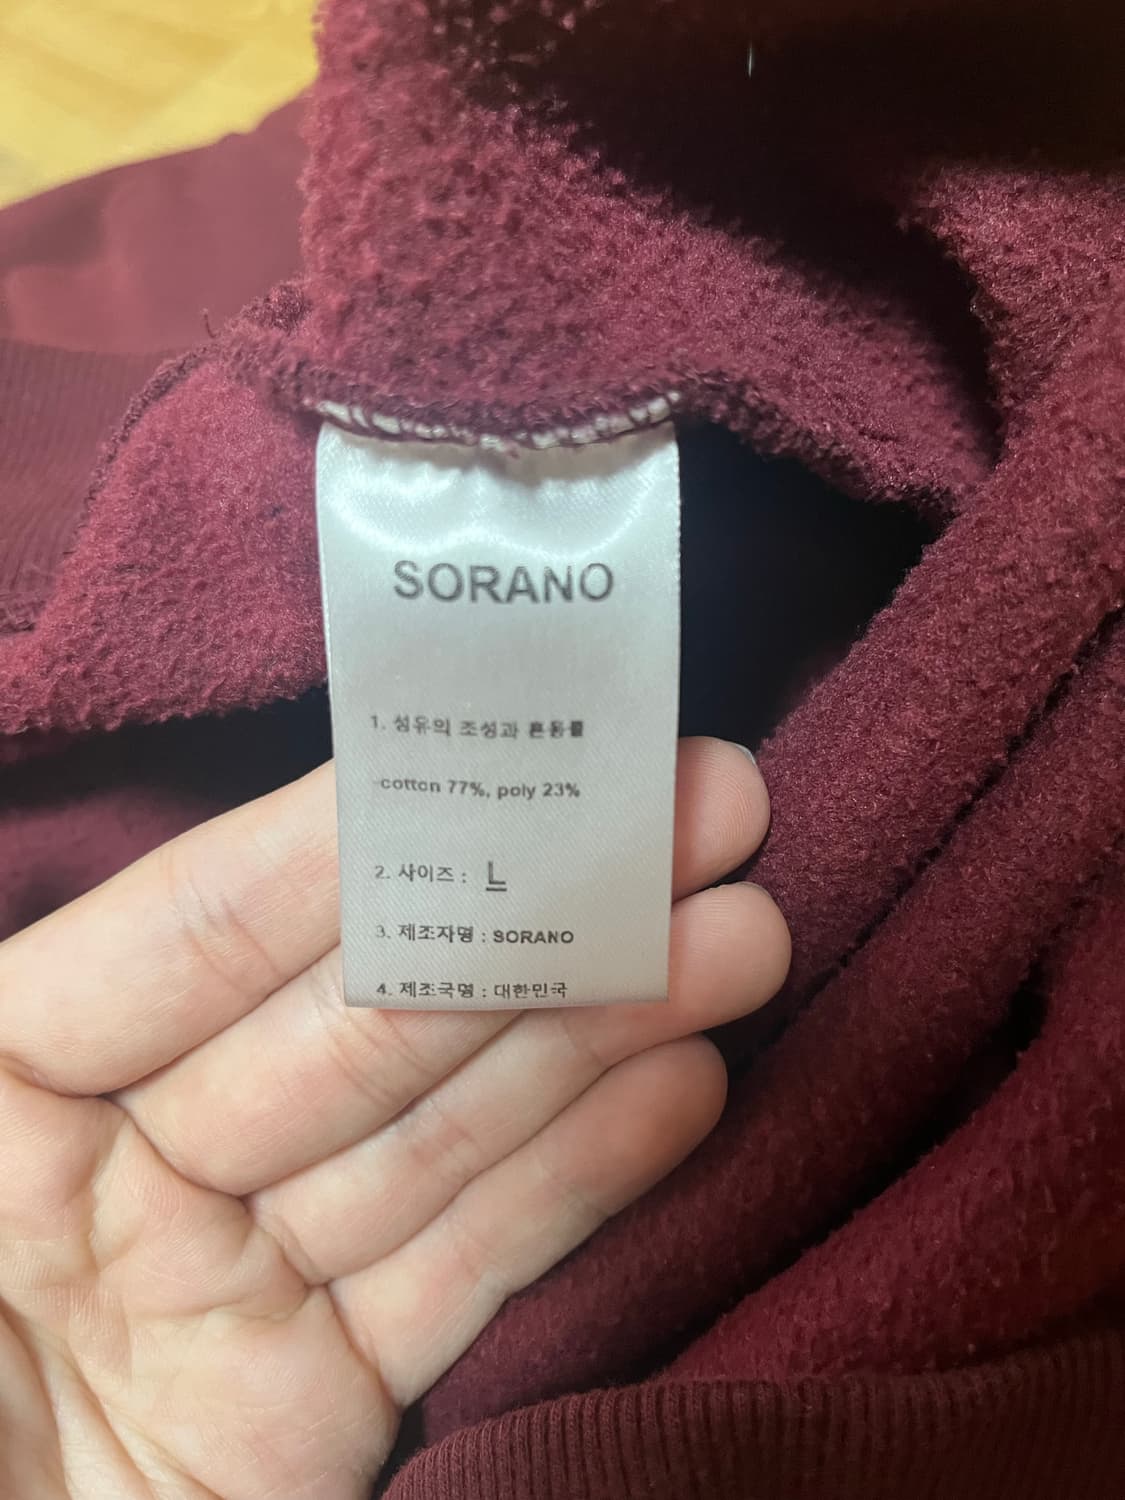 SORANO
1. 섬유의 조성과 혼용률
-cotton 77%, poly 23%
2. 사이즈 : L
3. 제조자명 : SORANO
4. 제조국명 : 대한민국